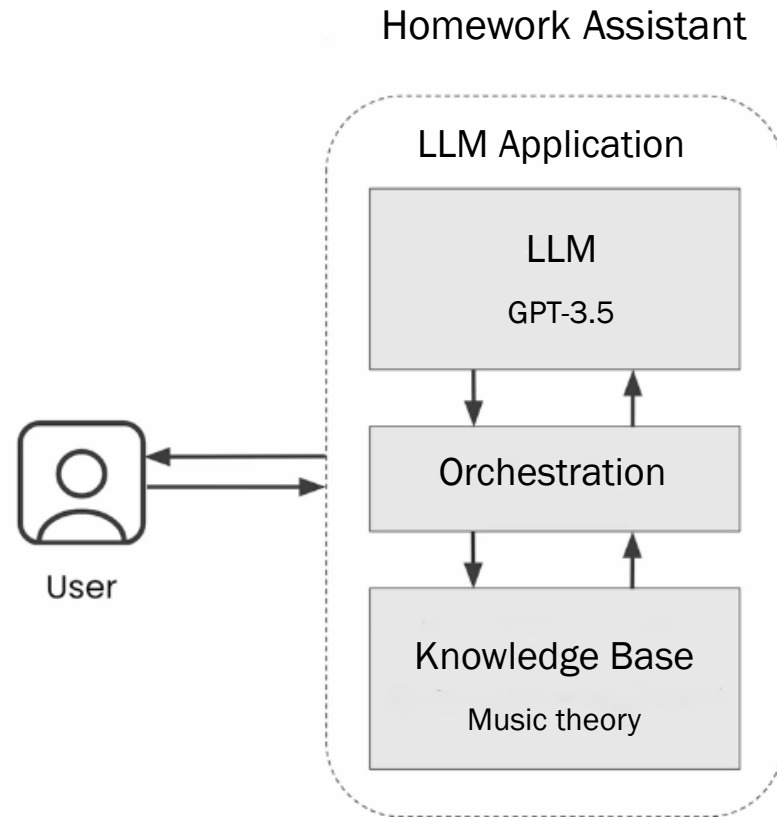 Homework Assistant
LLM Application
LLM
GPT-3.5
Orchestration
User
Knowledge Base
Music theory